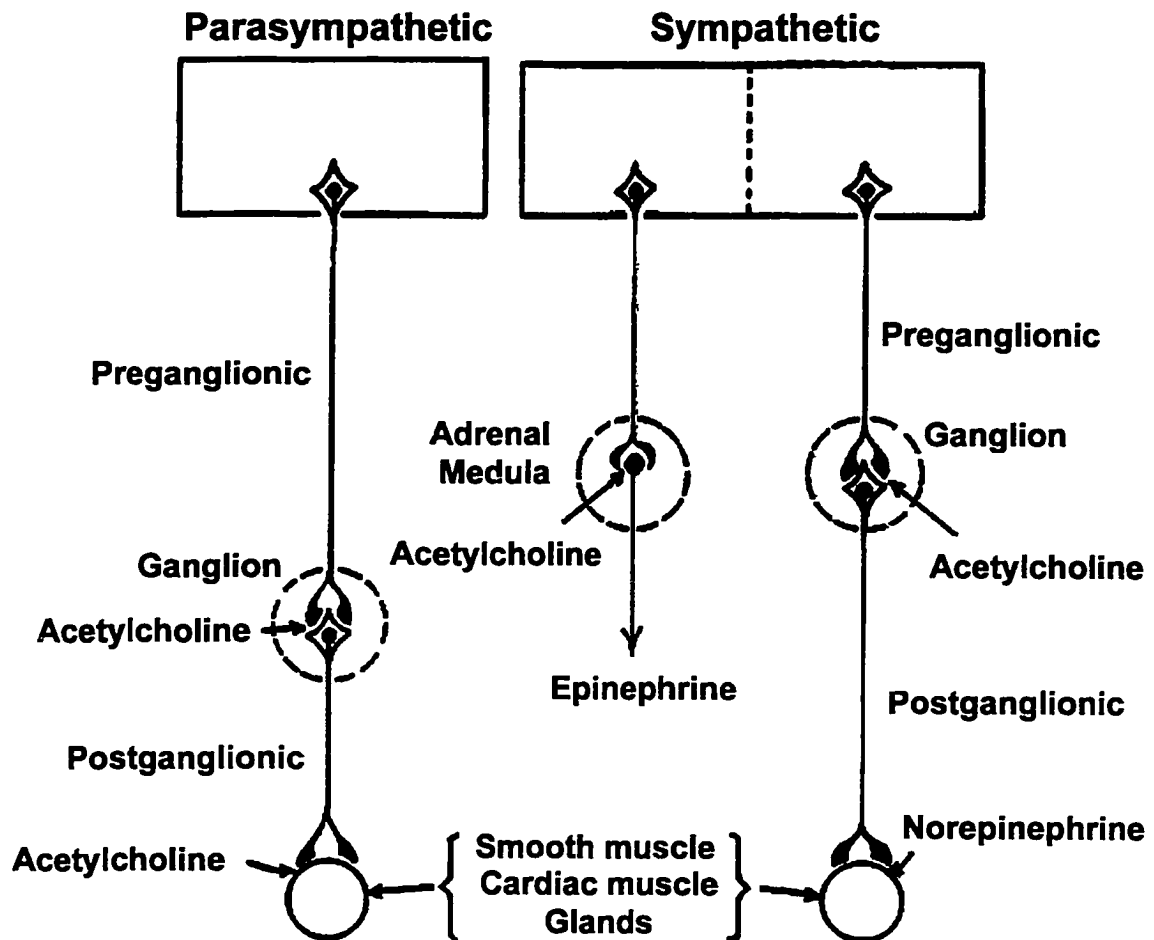 Parasympathetic
Sympathetic
Preganglionic
Preganglionic
Adrenal
Medula
Ganglion
Acetylcholine
Ganglion
Acetylcholine
Acetylcholine
Epinephrine
Postganglionic
Postganglionic
Acetylcholine
Smooth muscle
Cardiac muscle
Glands
Norepinephrine